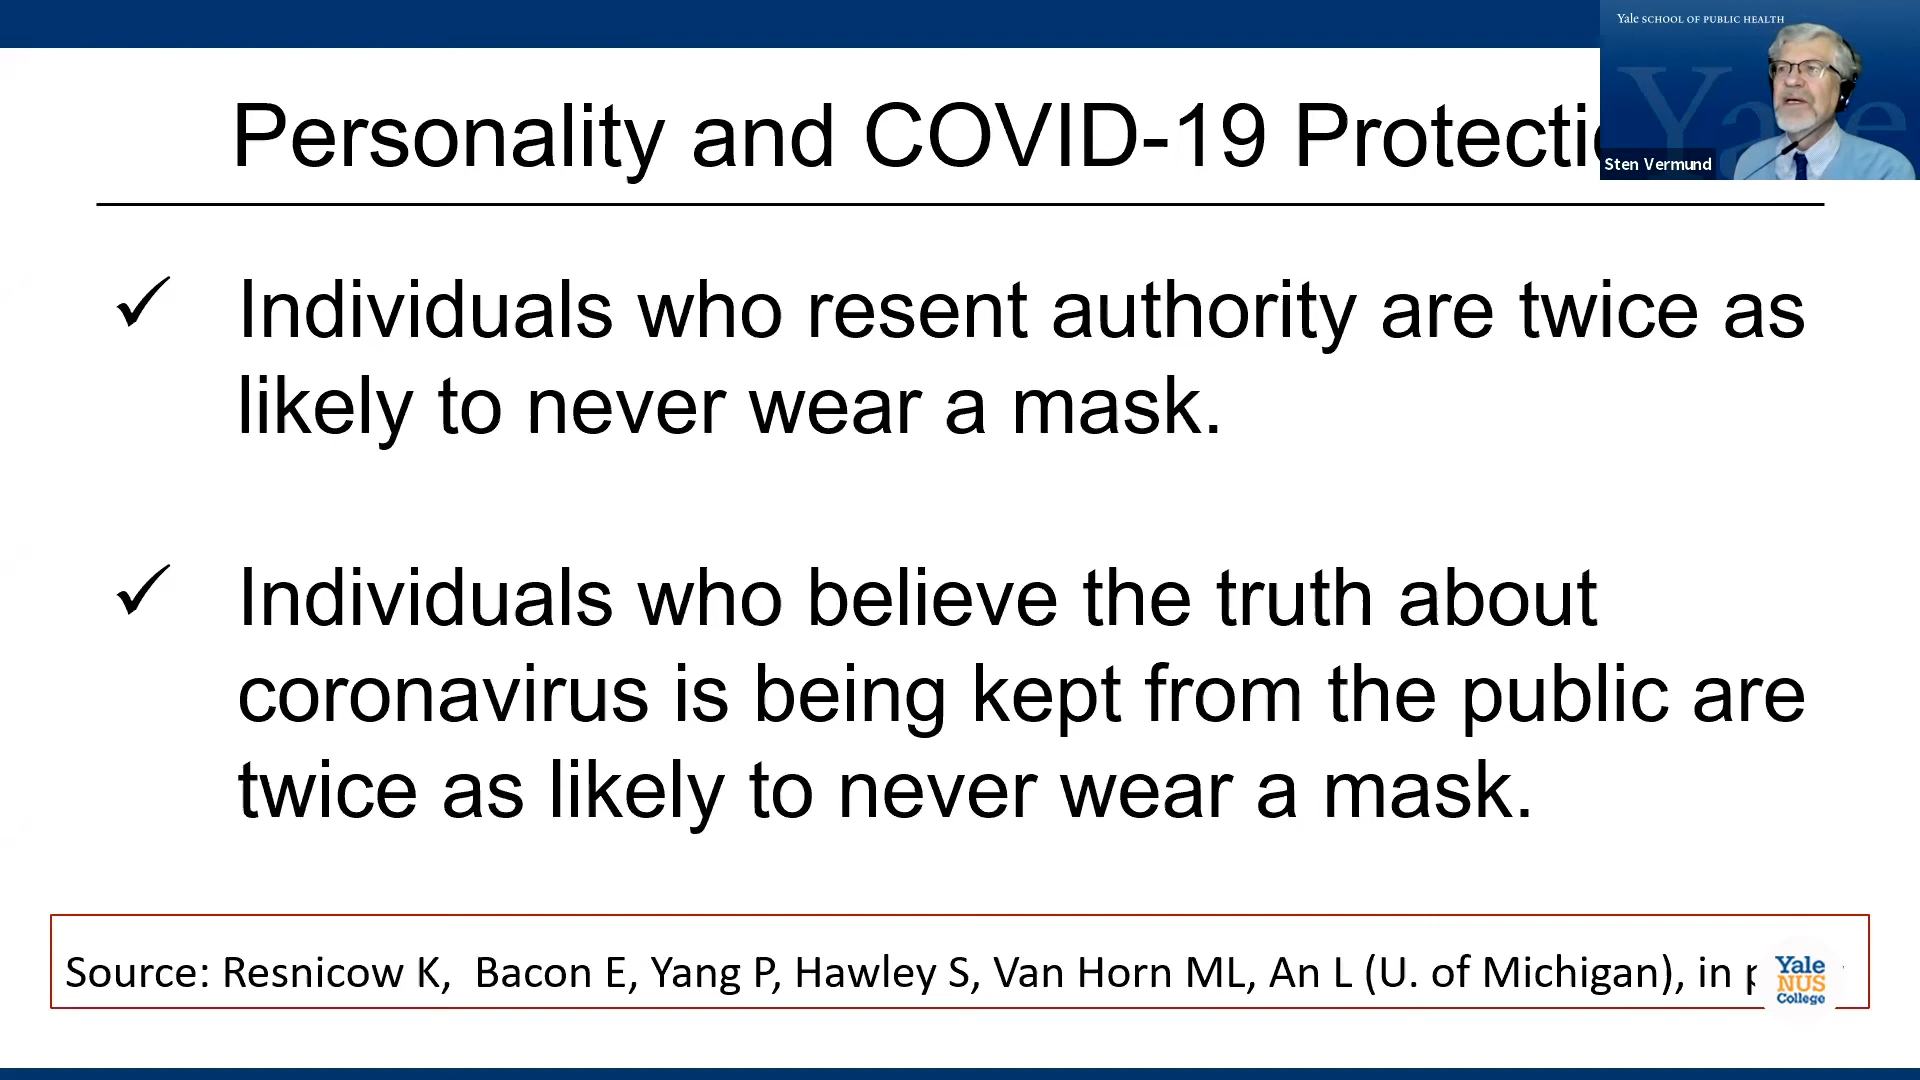 Yale SCHOOL OF PUBLIC HEALTH
Yale
Sten Vermund
Personality and COVID-19
Individuals who resent authority are twice as
likely to never wear a mask.
Individuals who believe the truth about
coronavirus is being kept from the public are
twice as likely to never wear a mask.
Source: Resnicow K, Bacon E, Yang P, Hawley S, Van Horn ML, An L (U. of Michigan), in
Yale
NUS
College